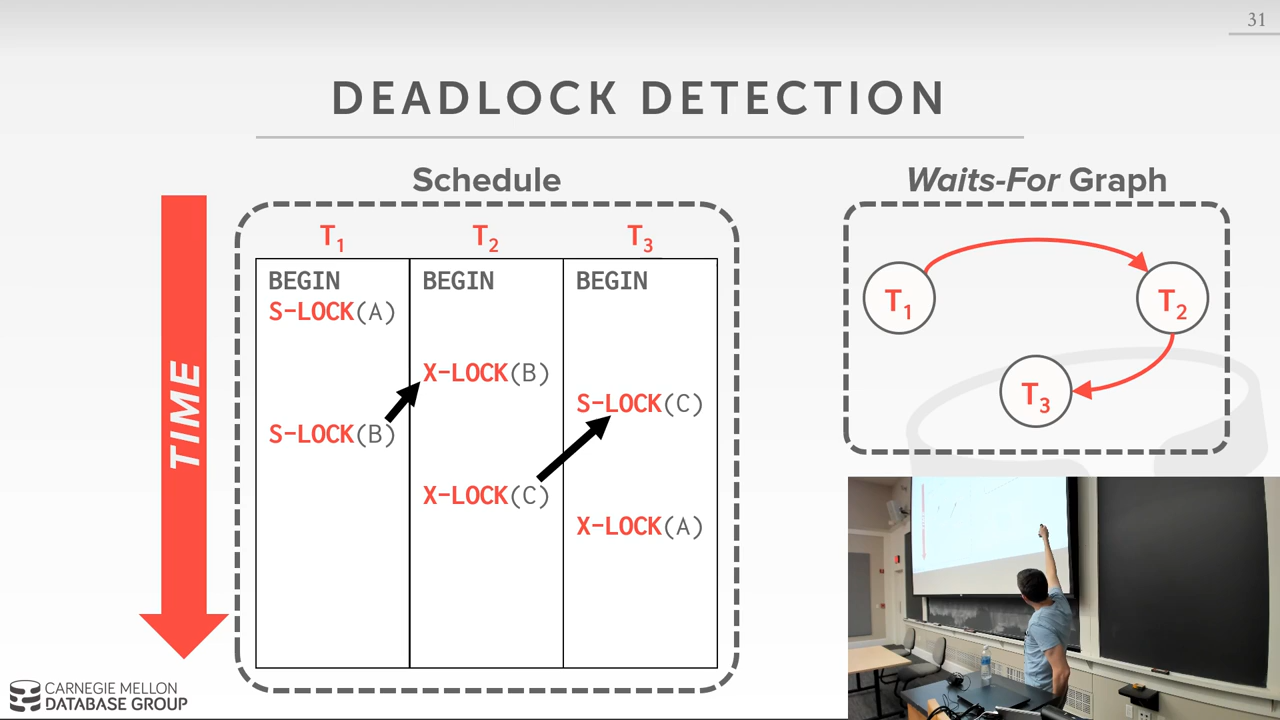 31
DEADLOCK DETECTION
Schedule
Waits-For Graph
TIME
T1 T2 T3
BEGIN BEGIN BEGIN
S-LOCK(A)
X-LOCK(B)
S-LOCK(C)
S-LOCK(B)
X-LOCK(C)
X-LOCK(A)
T1
T2
T3
CARNEGIE MELLON
DATABASE GROUP